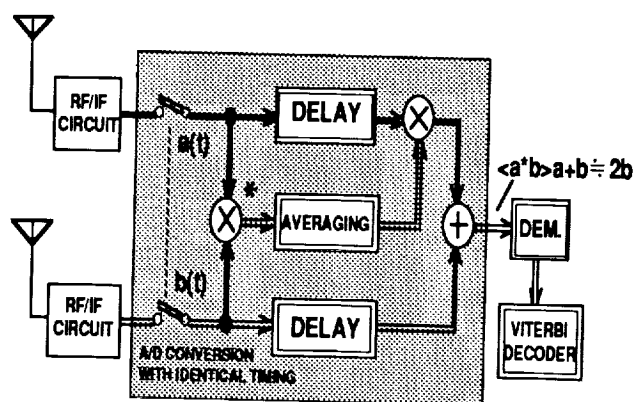 RF/IF
CIRCUIT
a(t)
DELAY
X
*
X
AVERAGING
<a*b>a+b≒2b
+
DEM.
b(t)
RF/IF
CIRCUIT
DELAY
VITERBI
DECODER
A/D CONVERSION
WITH IDENTICAL TIMING